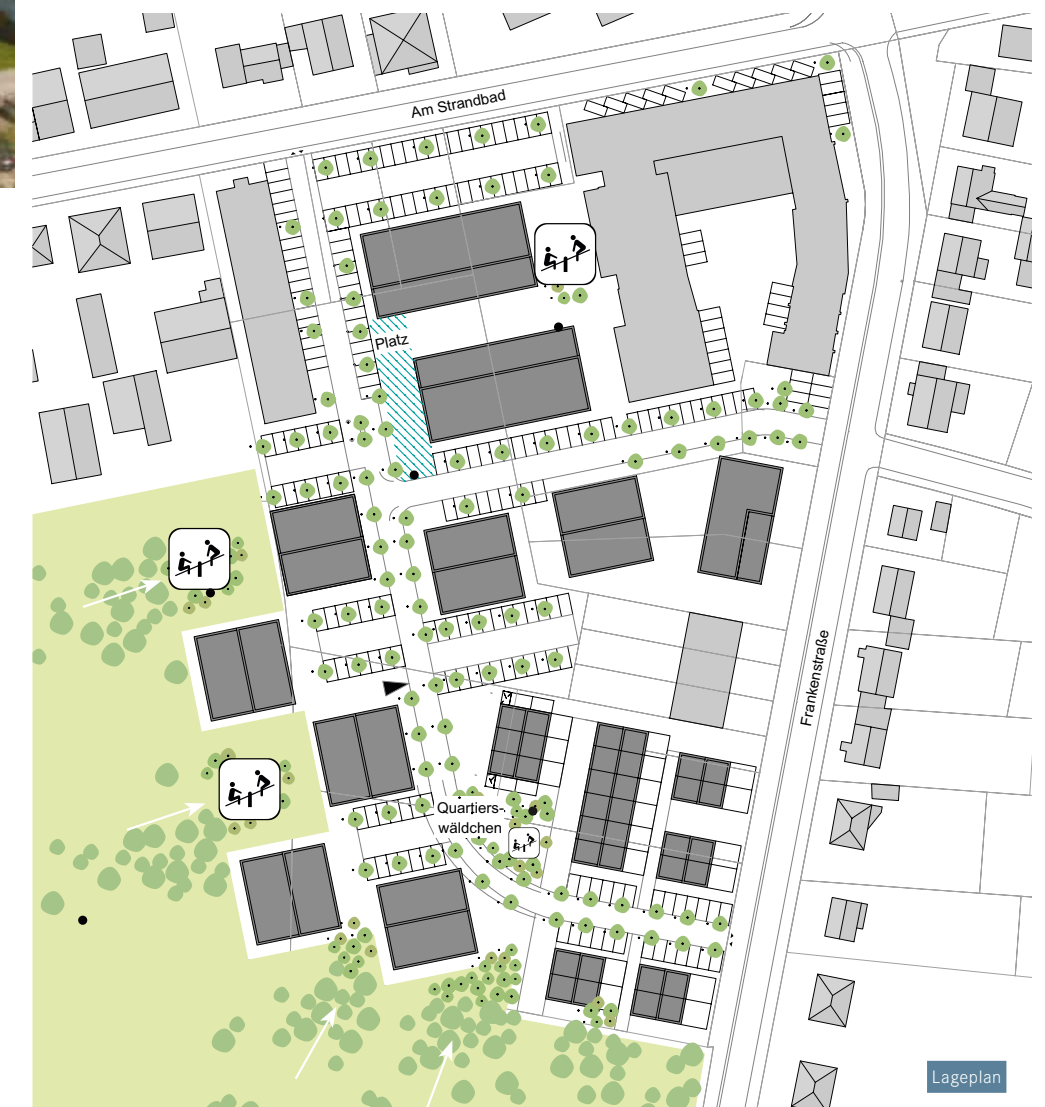 Am Strandbad
Platz
Frankenstraße
Quartiers-
wäldchen
Lageplan